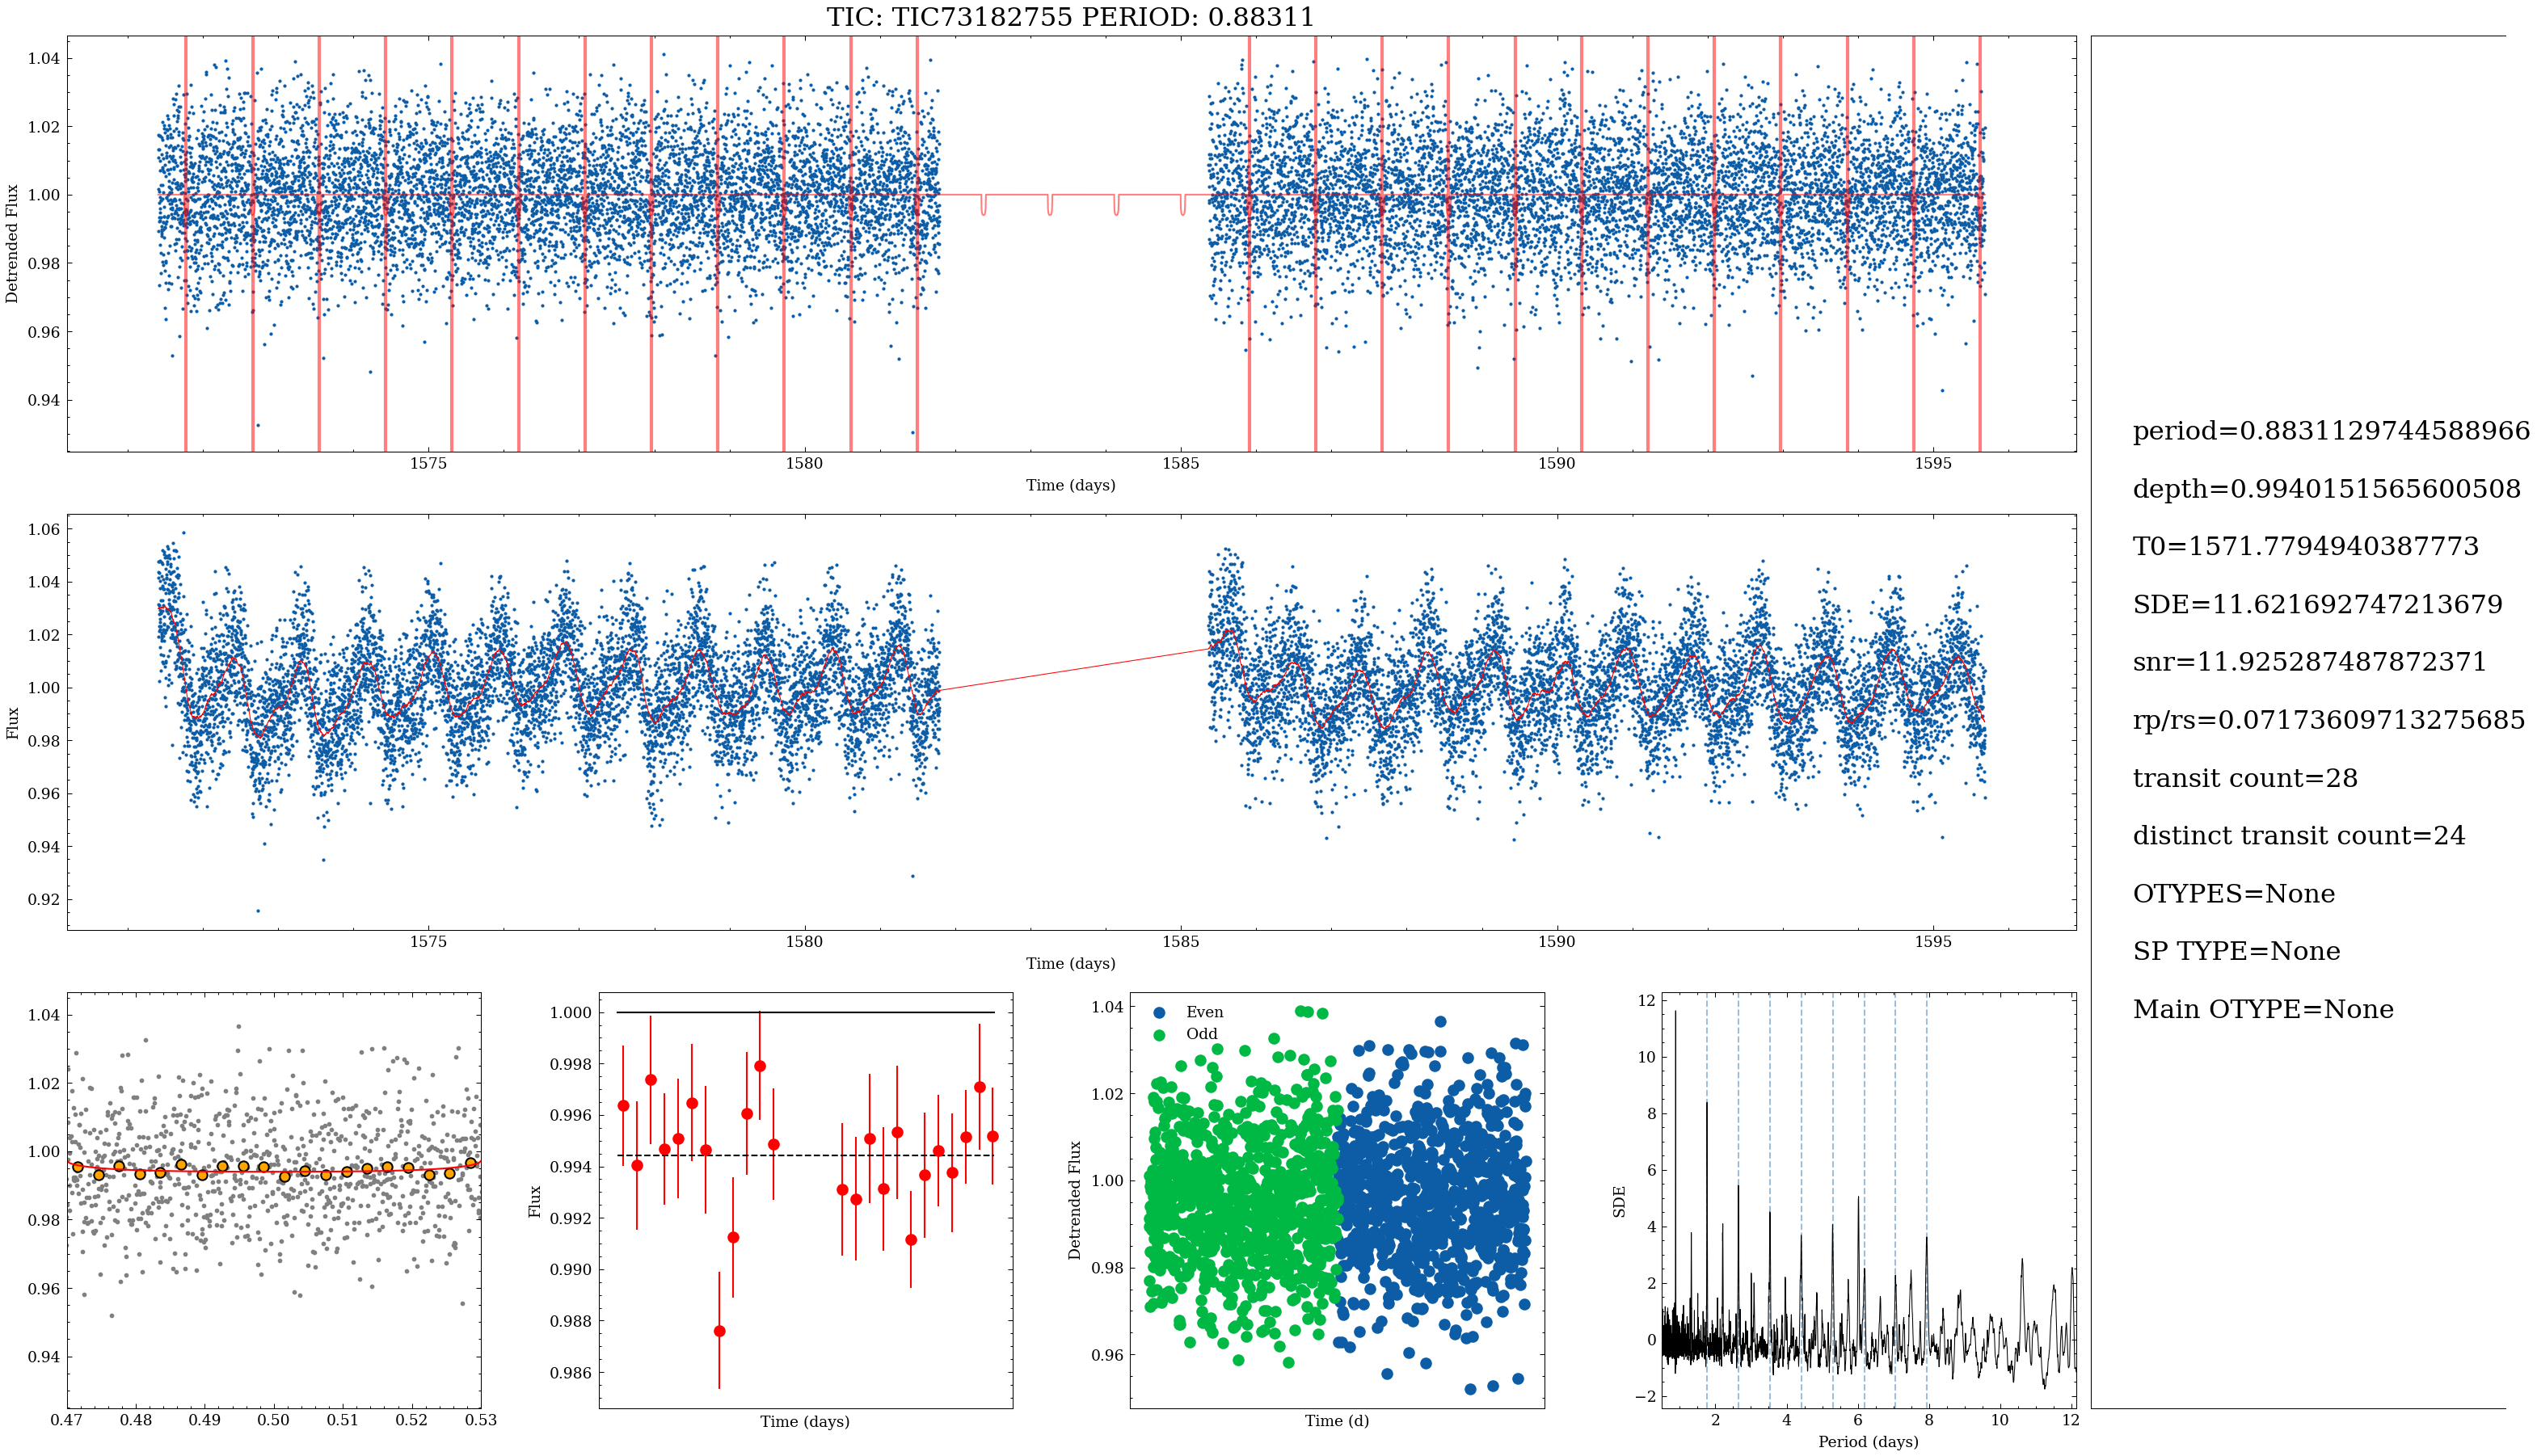 TIC: TIC73182755 PERIOD: 0.88311
1.04
1.02
1.00
0.98
0.96
0.94
Detrended Flux
1575
1580
1585
1590
1595
Time (days)
1.06
1.04
1.02
1.00
0.98
0.96
0.94
0.92
Flux
1575
1580
1585
1590
1595
Time (days)
1.04
1.02
1.00
0.98
0.96
0.94
0.47
0.48
0.49
0.50
0.51
0.52
0.53
1.000
0.998
0.996
0.994
0.992
0.990
0.988
0.986
Flux
Time (days)
1.04
1.02
1.00
0.98
0.96
Detrended Flux
Even
Odd
Time (d)
12
10
8
6
4
2
0
−2
SDE
2
4
6
8
10
12
Period (days)
period=0.8831129744588966
depth=0.9940151565600508
T0=1571.7794940387773
SDE=11.621692747213679
snr=11.925287487872371
rp/rs=0.07173609713275685
transit count=28
distinct transit count=24
OTYPES=None
SP TYPE=None
Main OTYPE=None